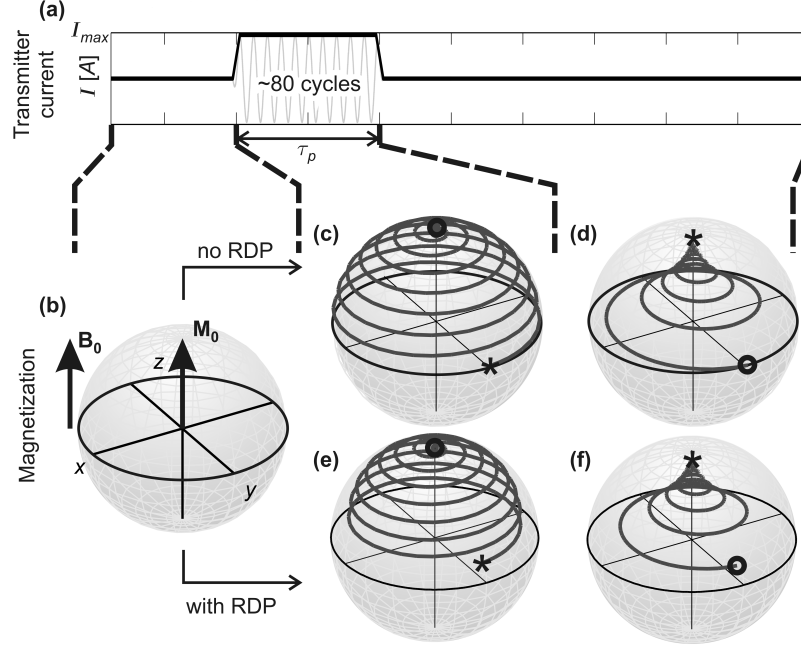 (a)
I_max
I [A]
Transmitter
current
~80 cycles
τ_p
no RDP
(c)
(d)
(b)
B_0
M_0
z
x
y
Magnetization
(e)
(f)
with RDP